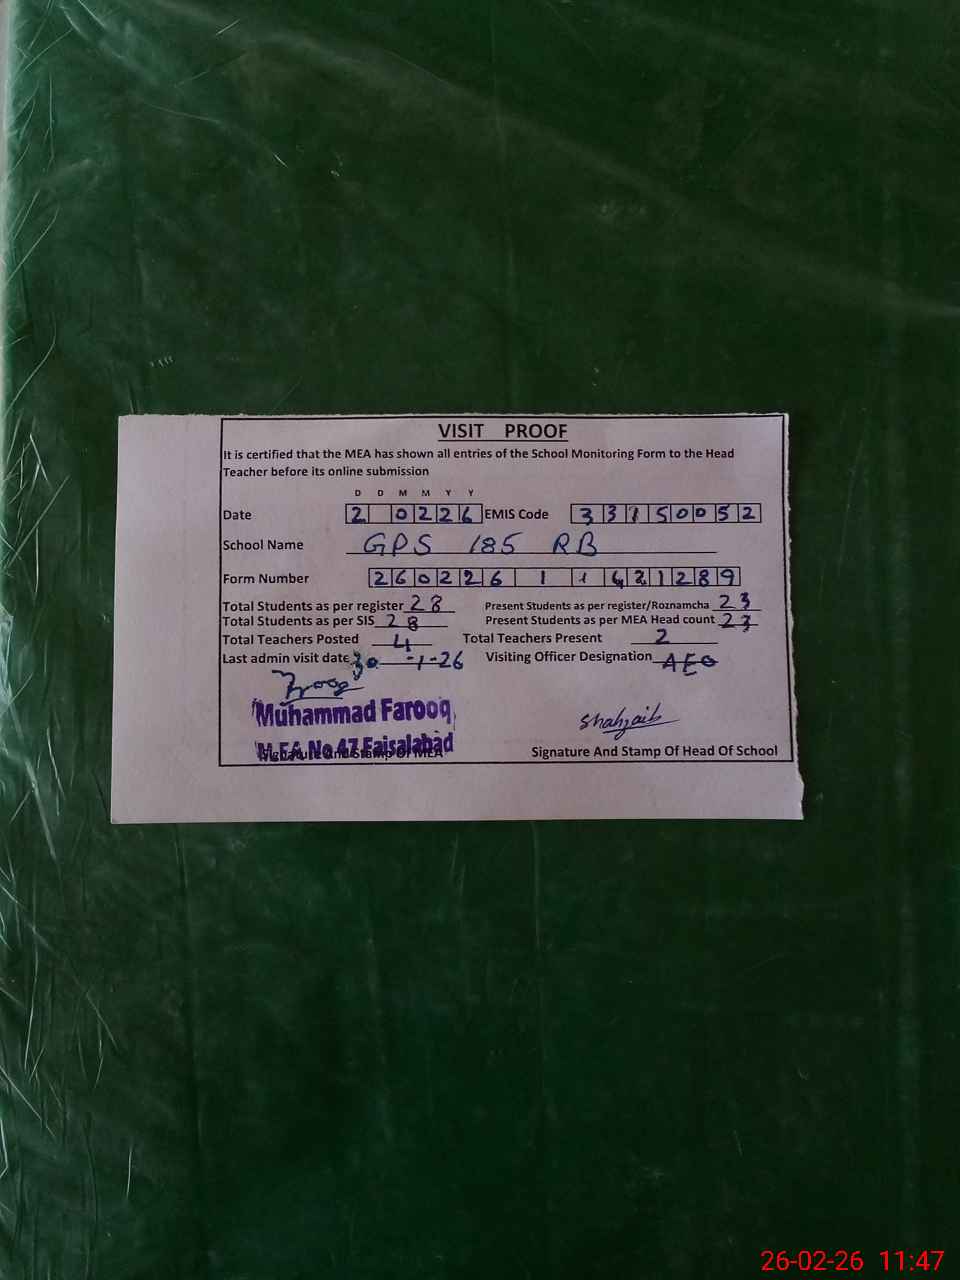 VISIT PROOF
It is certified that the MEA has shown all entries of the School Monitoring Form to the Head
Teacher before its online submission
D D M M Y Y
Date 2 0226 EMIS Code 33150052
School Name GPS 185 RB
Form Number 260226 1 1421289
Total Students as per register 28 Present Students as per register/Roznamcha 23
Total Students as per SIS 28 Present Students as per MEA Head count 23
Total Teachers Posted 4 Total Teachers Present 2
Last admin visit date 30 -1-26 Visiting Officer Designation AEO
Farooq
Muhammad Farooq
M.E.A No.47 Faisalabad
Shahzaib
Signature And Stamp Of MEA Signature And Stamp Of Head Of School
26-02-26 11:47